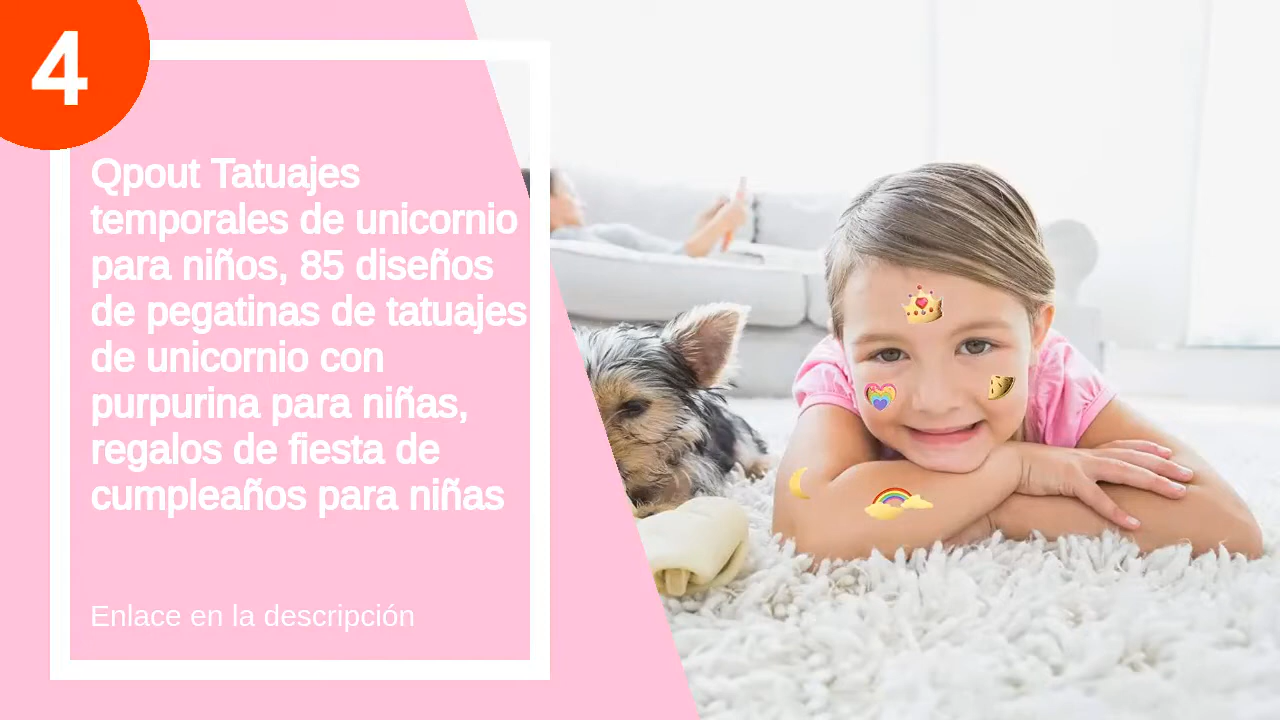 4
Qpout Tatuajes
temporales de unicornio
para niños, 85 diseños
de pegatinas de tatuajes
de unicornio con
purpurina para niñas,
regalos de fiesta de
cumpleaños para niñas
Enlace en la descripción